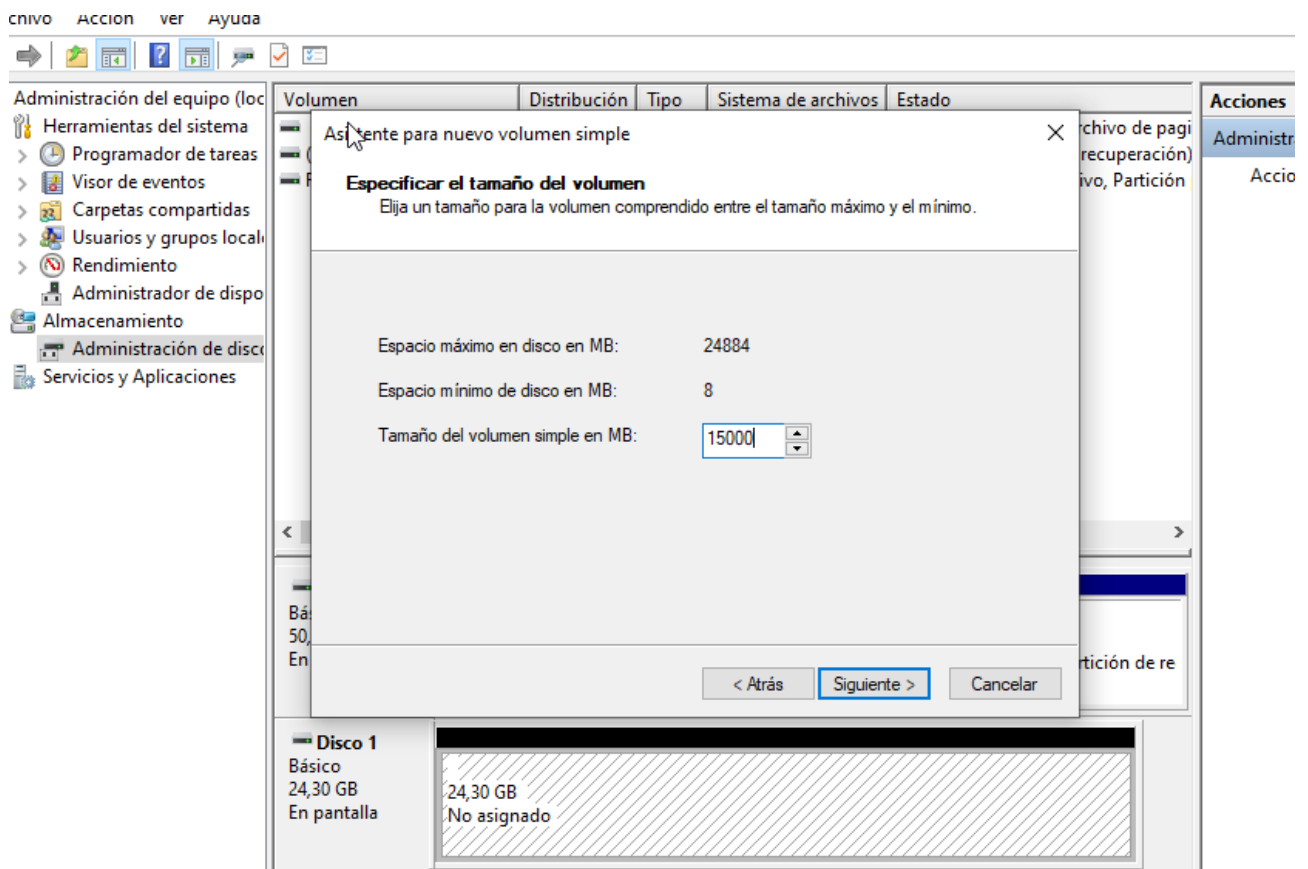 Acción Ver Ayuda
Administración del equipo (loc
Herramientas del sistema
Programador de tareas
Visor de eventos
Carpetas compartidas
Usuarios y grupos local
Rendimiento
Administrador de dispo
Almacenamiento
Administración de disc
Servicios y Aplicaciones
Volumen Distribución Tipo Sistema de archivos Estado
chivo de pagi
recuperación)
ivo, Partición
Asistente para nuevo volumen simple
Especificar el tamaño del volumen
Elija un tamaño para la volumen comprendido entre el tamaño máximo y el mínimo.
Espacio máximo en disco en MB: 24884
Espacio mínimo de disco en MB: 8
Tamaño del volumen simple en MB: 15000
< Atrás Siguiente > Cancelar
Bás
50,
En
rtición de re
Disco 1
Básico
24,30 GB
En pantalla
24,30 GB
No asignado
Acciones
Administra
Accio